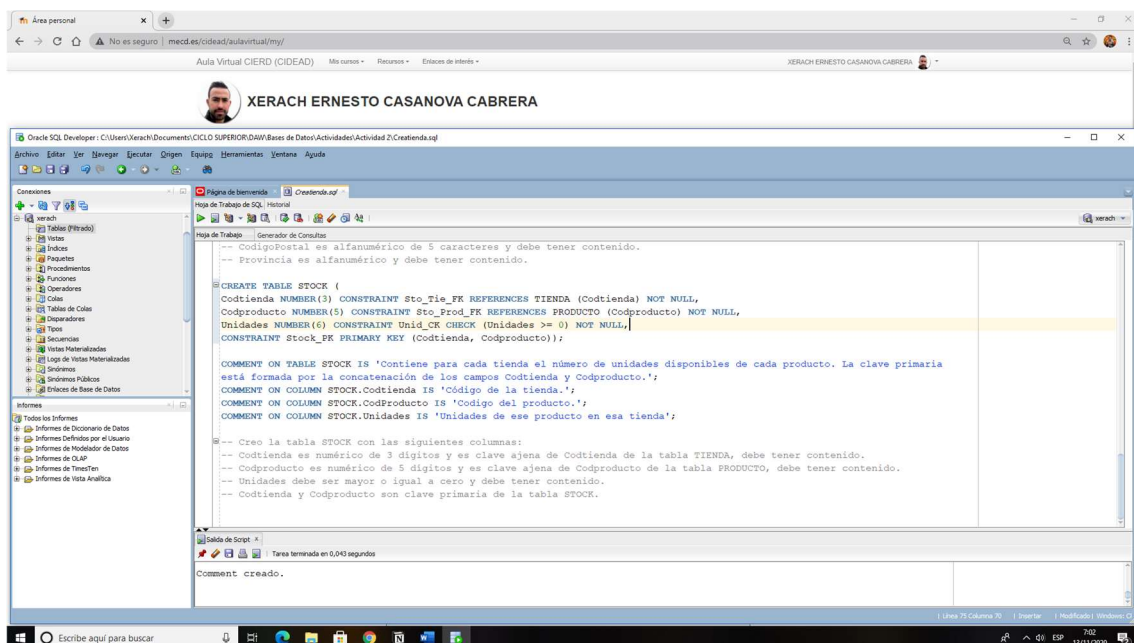 Área personal
No es seguro | mecd.es/cidead/aulavirtual/my/
Aula Virtual CIERD (CIDEAD) Mis cursos Recursos Enlaces de interés XERACH ERNESTO CASANOVA CABRERA
XERACH ERNESTO CASANOVA CABRERA
Oracle SQL Developer : C:\Users\Xerach\Documents\CICLO SUPERIOR\DAW\Bases de Datos\Actividades\Actividad 2\Creatienda.sql
Archivo Editar Ver Navegar Ejecutar Origen Equipo Herramientas Ventana Ayuda
Conexiones
xerach
Tablas (Filtrado)
Vistas
Índices
Paquetes
Procedimientos
Funciones
Operadores
Colas
Tablas de Colas
Disparadores
Tipos
Secuencias
Vistas Materializadas
Logs de Vistas Materializadas
Sinónimos
Sinónimos Públicos
Enlaces de Base de Datos
Informes
Todos los Informes
Informes de Diccionario de Datos
Informes Definidos por el Usuario
Informes de Modelador de Datos
Informes de OLAP
Informes de TimesTen
Informes de Vista Analítica
Página de bienvenida Creatienda.sql
Hoja de Trabajo de SQL Historial
xerach
Hoja de Trabajo Generador de Consultas
-- CodigoPostal es alfanumérico de 5 caracteres y debe tener contenido.
-- Provincia es alfanumérico y debe tener contenido.
CREATE TABLE STOCK (
Codtienda NUMBER(3) CONSTRAINT Sto_Tie_FK REFERENCES TIENDA (Codtienda) NOT NULL,
Codproducto NUMBER(5) CONSTRAINT Sto_Prod_FK REFERENCES PRODUCTO (Codproducto) NOT NULL,
Unidades NUMBER(6) CONSTRAINT Unid_CK CHECK (Unidades >= 0) NOT NULL,
CONSTRAINT Stock_PK PRIMARY KEY (Codtienda, Codproducto));
COMMENT ON TABLE STOCK IS 'Contiene para cada tienda el número de unidades disponibles de cada producto. La clave primaria
está formada por la concatenación de los campos Codtienda y Codproducto.';
COMMENT ON COLUMN STOCK.Codtienda IS 'Código de la tienda.';
COMMENT ON COLUMN STOCK.CodProducto IS 'Codigo del producto.';
COMMENT ON COLUMN STOCK.Unidades IS 'Unidades de ese producto en esa tienda';
-- Creo la tabla STOCK con las siguientes columnas:
-- Codtienda es numérico de 3 digitos y es clave ajena de Codtienda de la tabla TIENDA, debe tener contenido.
-- Codproducto es numérico de 5 digitos y es clave ajena de Codproducto de la tabla PRODUCTO, debe tener contenido.
-- Unidades debe ser mayor o igual a cero y debe tener contenido.
-- Codtienda y Codproducto son clave primaria de la tabla STOCK.
Salida de Script
Tarea terminada en 0,043 segundos
Comment creado.
Línea 75 Columna 70 | Insertar | Modificado | Windows:
Escribe aquí para buscar
ESP 7:02
12/11/2020